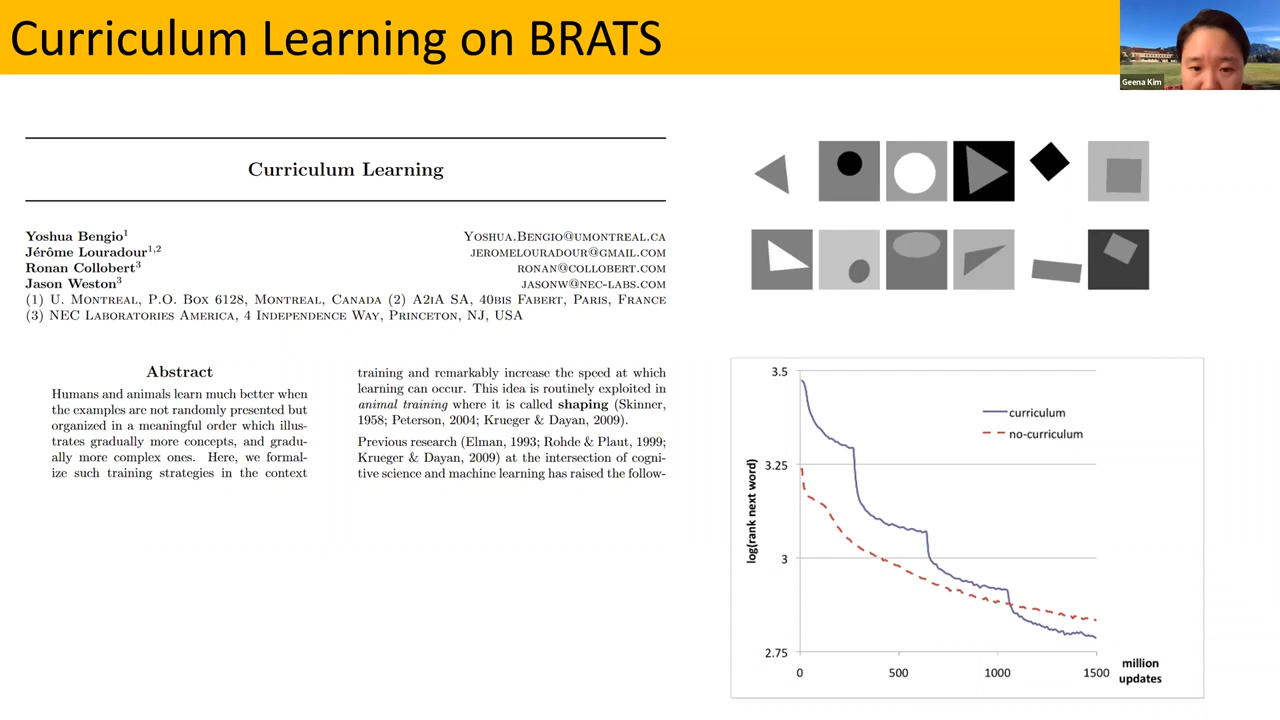 Curriculum Learning on BRATS
Geena Kim
Curriculum Learning
Yoshua Bengio1 Yoshua.Bengio@umontreal.ca
Jérôme Louradour1,2 jeromelouradour@gmail.com
Ronan Collobert3 ronan@collobert.com
Jason Weston3 jasonw@nec-labs.com
(1) U. Montreal, P.O. Box 6128, Montreal, Canada (2) A2iA SA, 40bis Fabert, Paris, France
(3) NEC Laboratories America, 4 Independence Way, Princeton, NJ, USA
Abstract
Humans and animals learn much better when
the examples are not randomly presented but
organized in a meaningful order which illus-
trates gradually more concepts, and gradu-
ally more complex ones. Here, we formal-
ize such training strategies in the context
training and remarkably increase the speed at which
learning can occur. This idea is routinely exploited in
animal training where it is called shaping (Skinner,
1958; Peterson, 2004; Krueger & Dayan, 2009).
Previous research (Elman, 1993; Rohde & Plaut, 1999;
Krueger & Dayan, 2009) at the intersection of cogni-
tive science and machine learning has raised the follow-
3.5
curriculum
no-curriculum
3.25
log(rank next word)
3
2.75
0
500
1000
1500
million
updates